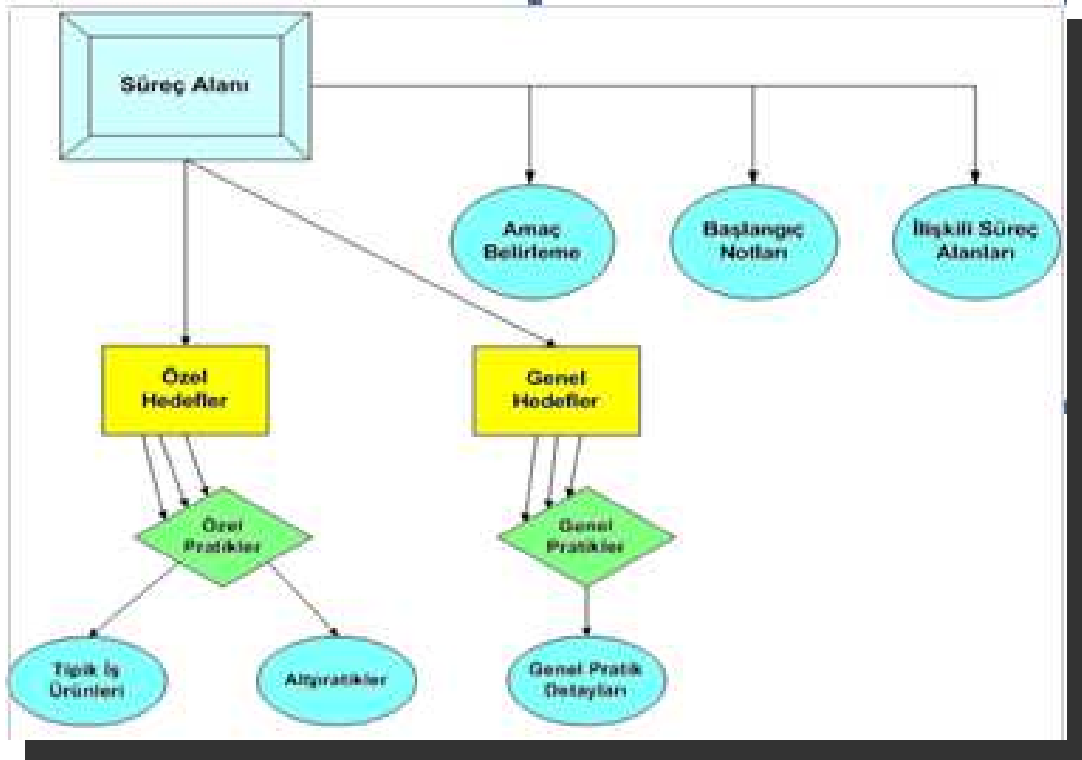 Süreç Alanı
Amaç
Belirleme
Başlangıç
Notları
İlişkili Süreç
Alanları
Özel
Hedefler
Genel
Hedefler
Özel
Pratikler
Genel
Pratikler
Tipik İş
Ürünleri
Altpratikler
Genel Pratik
Detayları